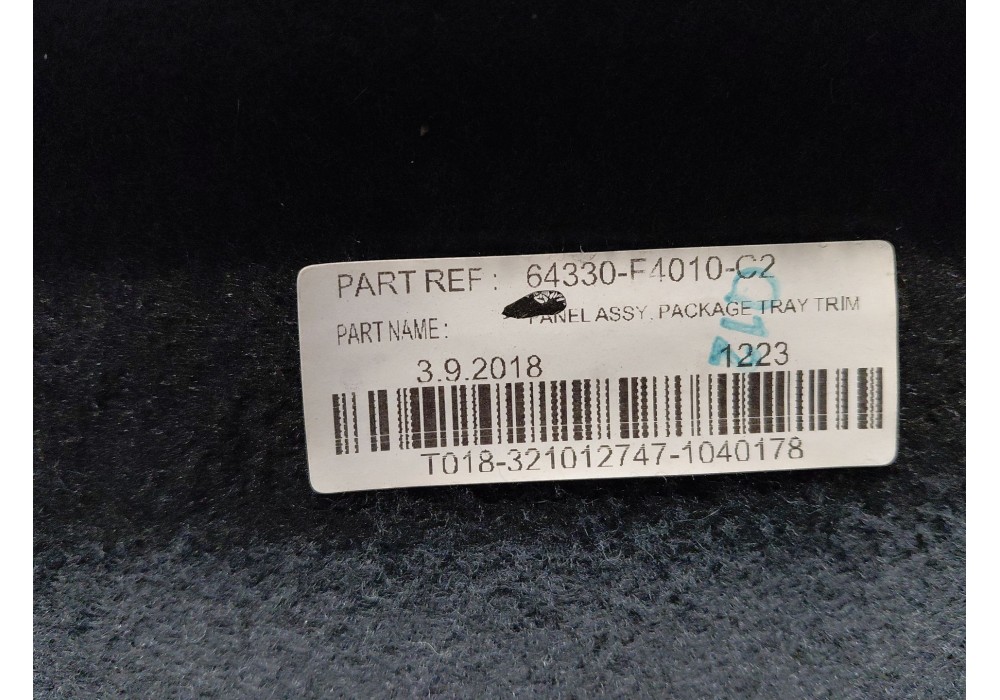 PART REF : 64330-F4010-C2
PART NAME : PANEL ASSY. PACKAGE TRAY TRIM
3.9.2018 1223
T018-321012747-1040178